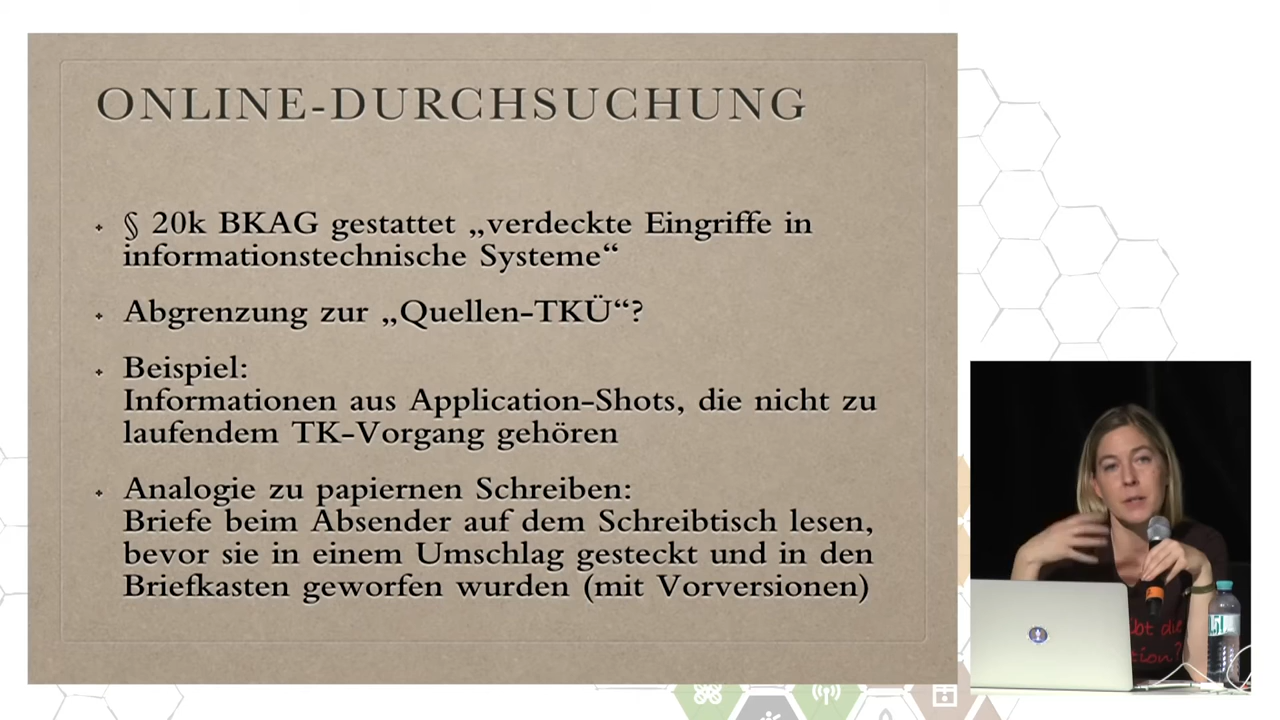 ONLINE-DURCHSUCHUNG
§ 20k BKAG gestattet „verdeckte Eingriffe in
informationstechnische Systeme“
Abgrenzung zur „Quellen-TKÜ“?
Beispiel:
Informationen aus Application-Shots, die nicht zu
laufendem TK-Vorgang gehören
Analogie zu papiernen Schreiben:
Briefe beim Absender auf dem Schreibtisch lesen,
bevor sie in einem Umschlag gesteckt und in den
Briefkasten geworfen wurden (mit Vorversionen)